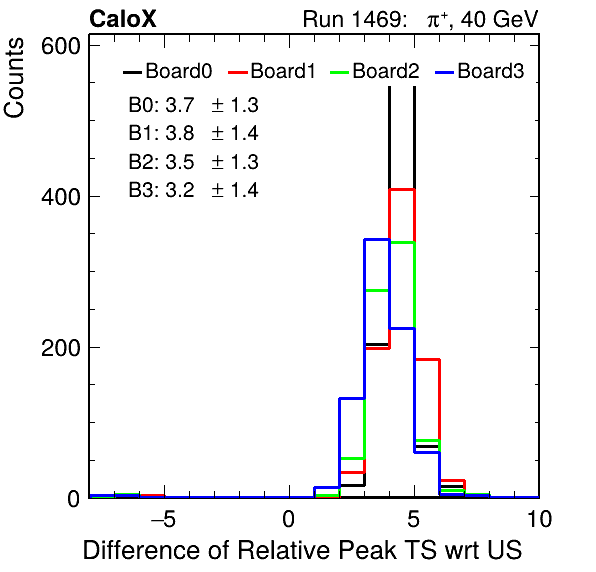 CaloX Run 1469: π⁺, 40 GeV
Counts
Board0 Board1 Board2 Board3
B0: 3.7 ± 1.3
B1: 3.8 ± 1.4
B2: 3.5 ± 1.3
B3: 3.2 ± 1.4
600
400
200
0
−5 0 5 10
Difference of Relative Peak TS wrt US